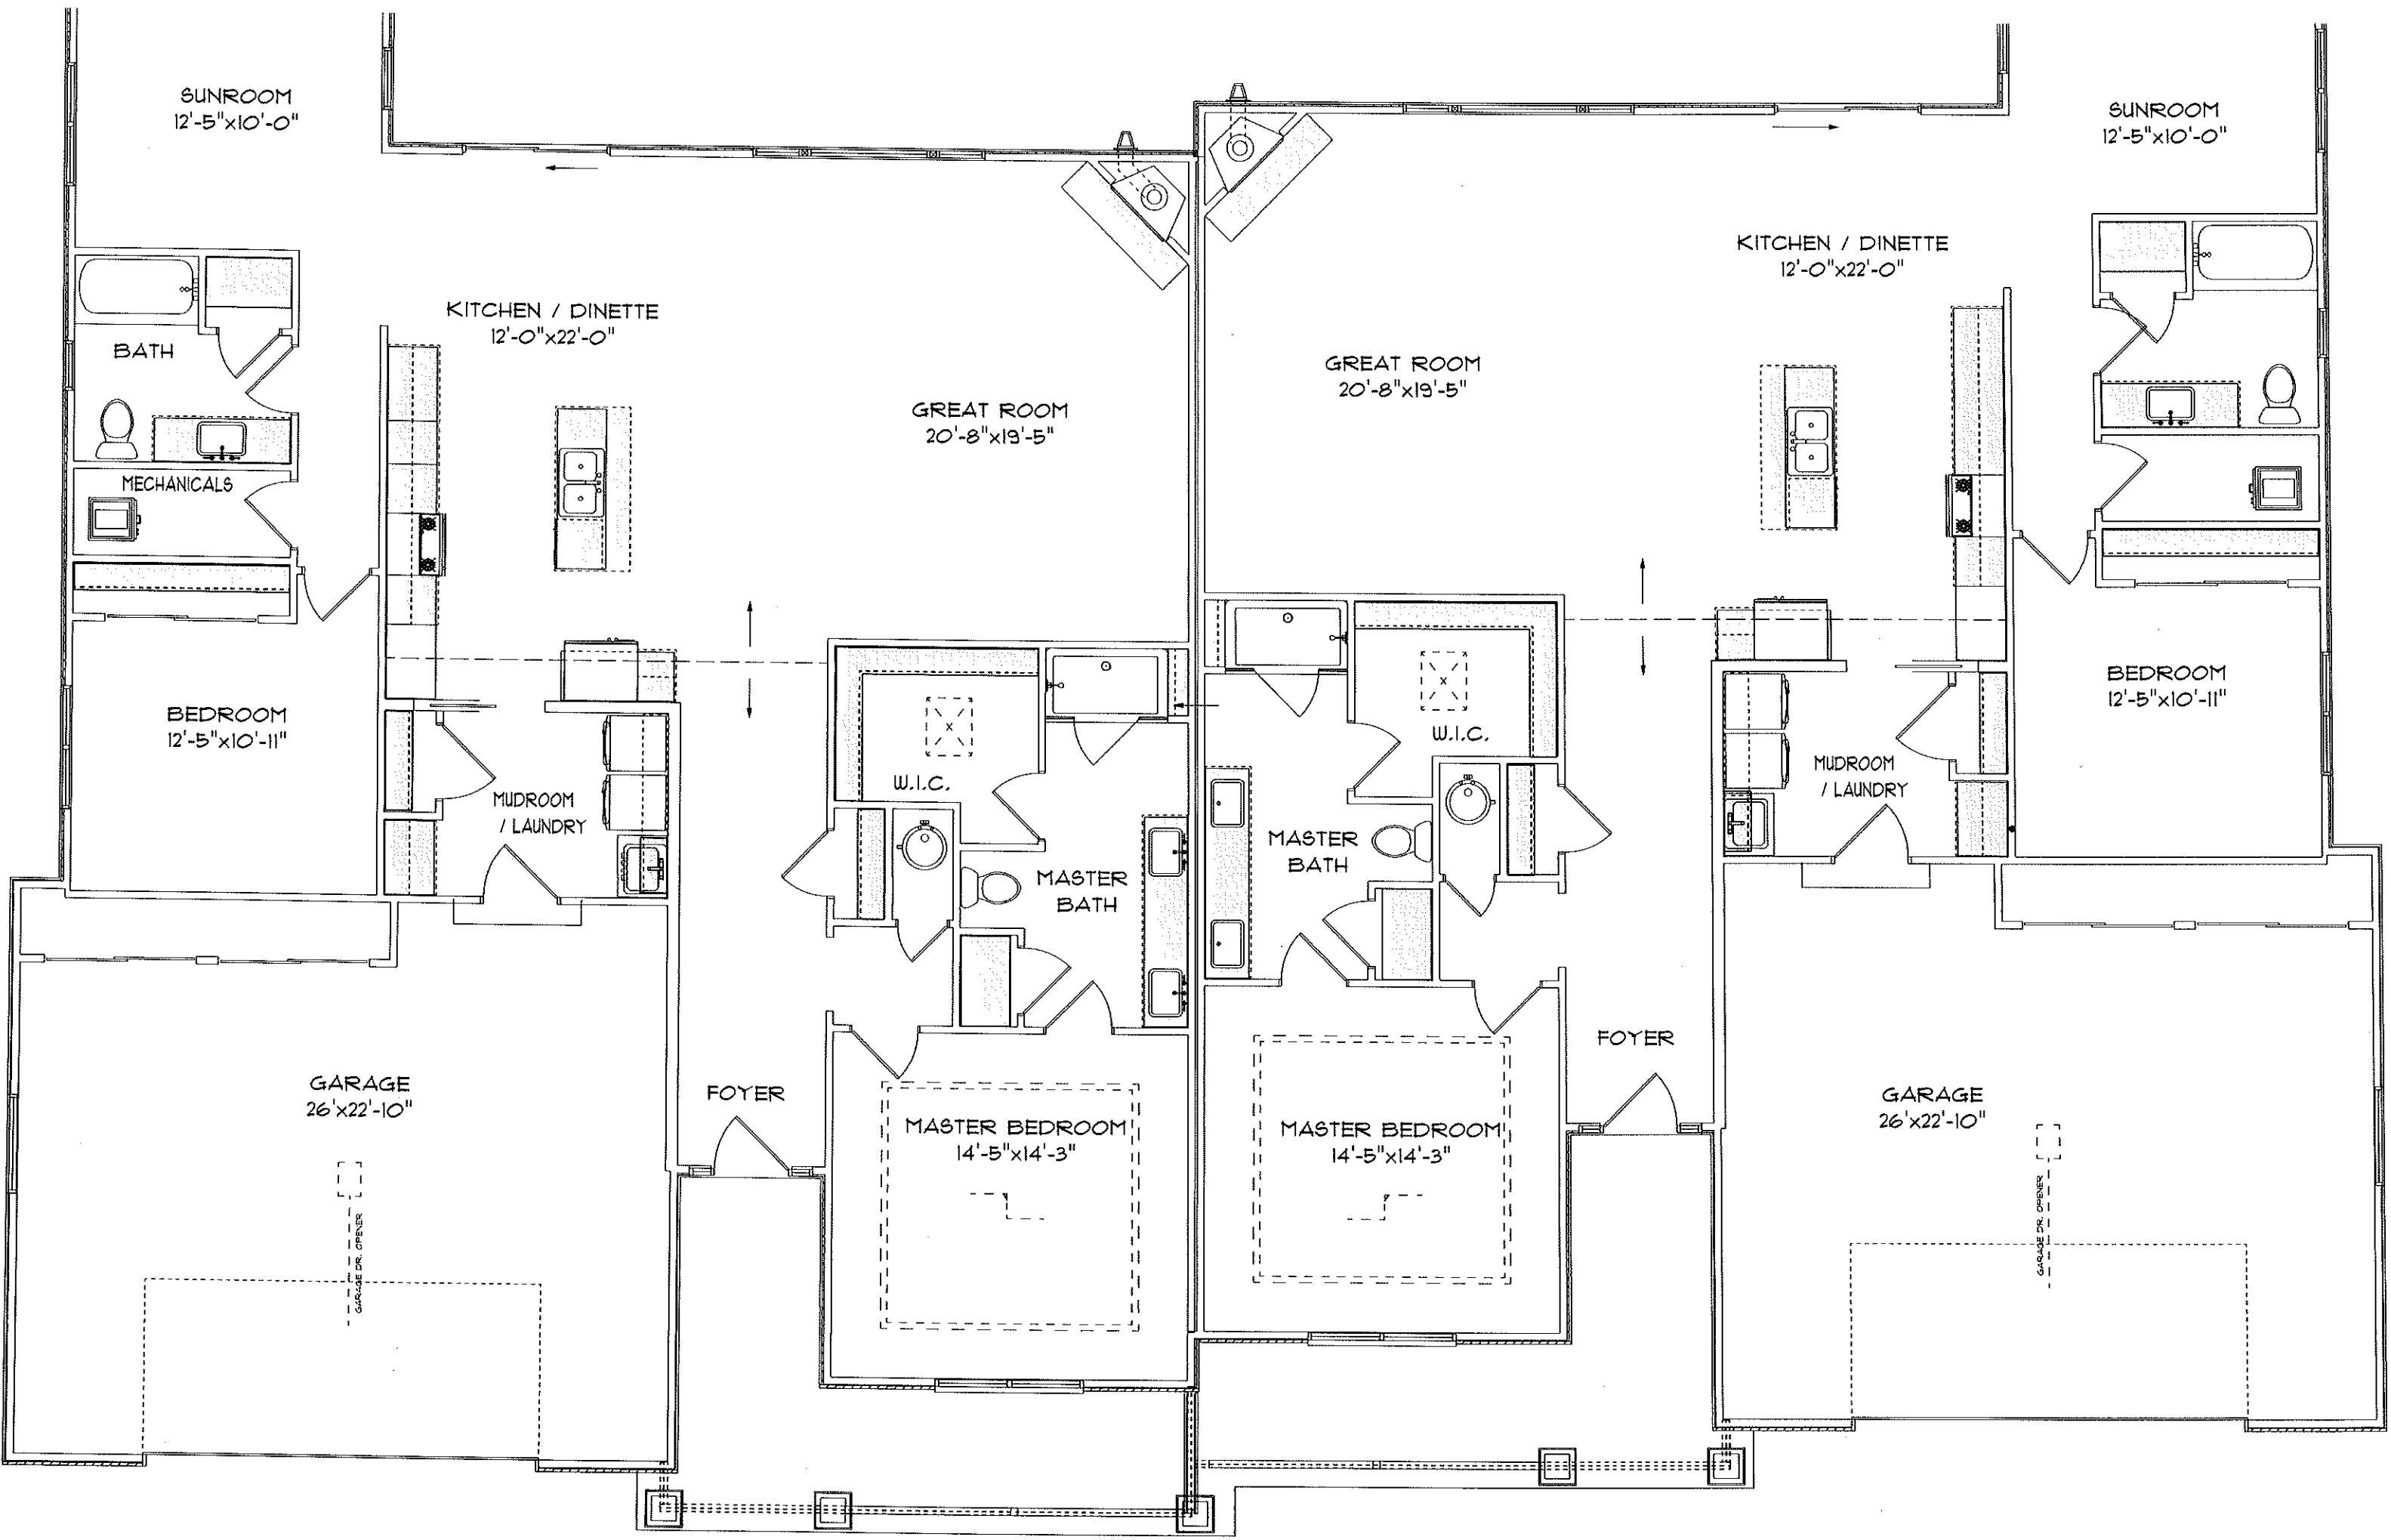 SUNROOM
12'-5"x10'-0"
SUNROOM
12'-5"x10'-0"
KITCHEN / DINETTE
12'-0"x22'-0"
KITCHEN / DINETTE
12'-0"x22'-0"
BATH
GREAT ROOM
20'-8"x19'-5"
GREAT ROOM
20'-8"x19'-5"
MECHANICALS
BEDROOM
12'-5"x10'-11"
W.I.C.
W.I.C.
BEDROOM
12'-5"x10'-11"
MUDROOM
/ LAUNDRY
MUDROOM
/ LAUNDRY
MASTER
BATH
MASTER
BATH
GARAGE
26'x22'-10"
FOYER
MASTER BEDROOM
14'-5"x14'-3"
MASTER BEDROOM
14'-5"x14'-3"
FOYER
GARAGE
26'x22'-10"
GARAGE DR. OPENER
GARAGE DR. OPENER